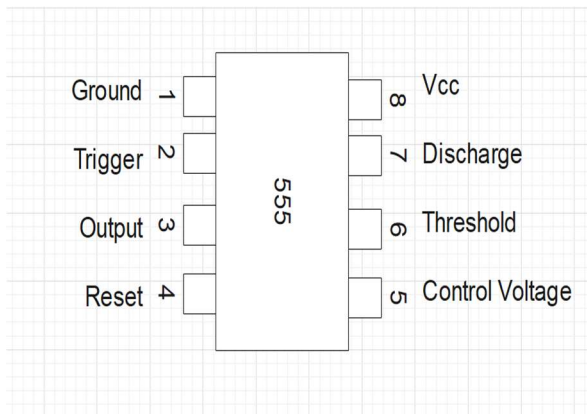 Ground 1
Trigger 2
Output 3
Reset 4
555
8 Vcc
7 Discharge
6 Threshold
5 Control Voltage